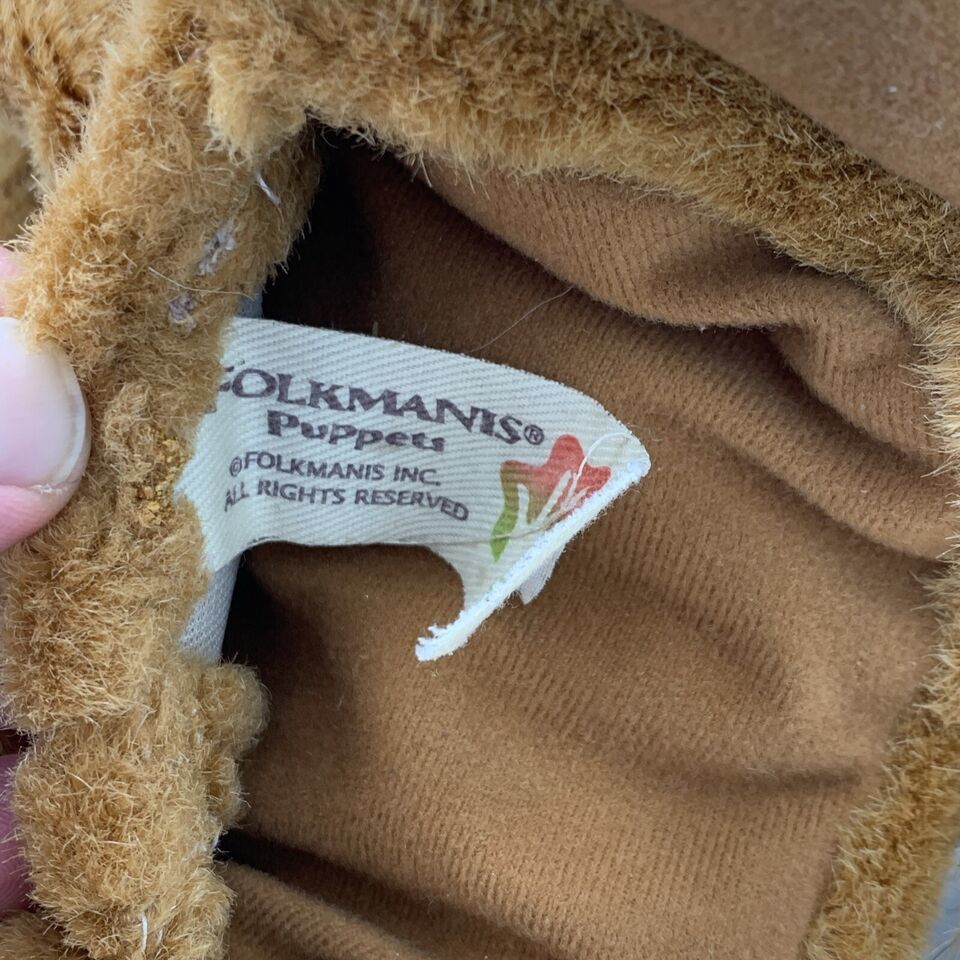 FOLKMANIS®
Puppets
©FOLKMANIS INC.
ALL RIGHTS RESERVED